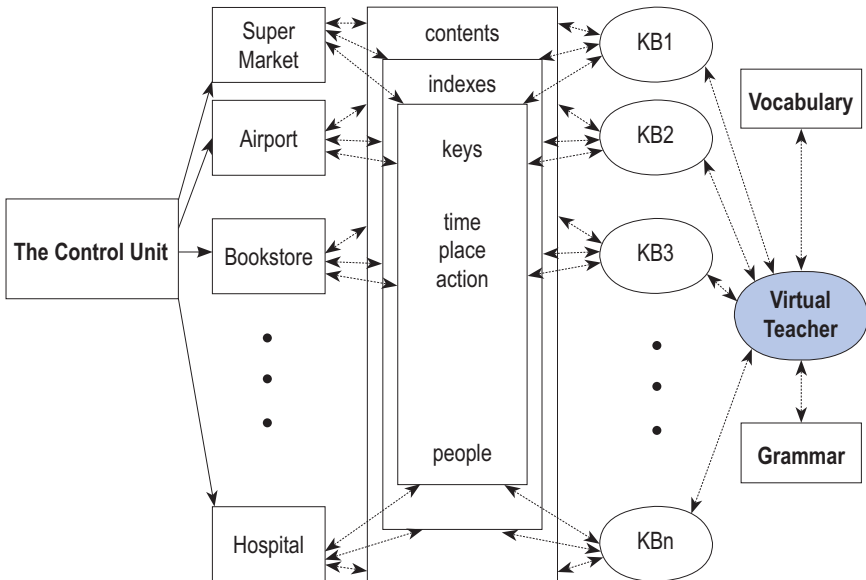 Super
Market
contents
KB1
indexes
Vocabulary
Airport
keys
KB2
The Control Unit
Bookstore
time
place
action
KB3
Virtual
Teacher
people
Grammar
Hospital
KBn